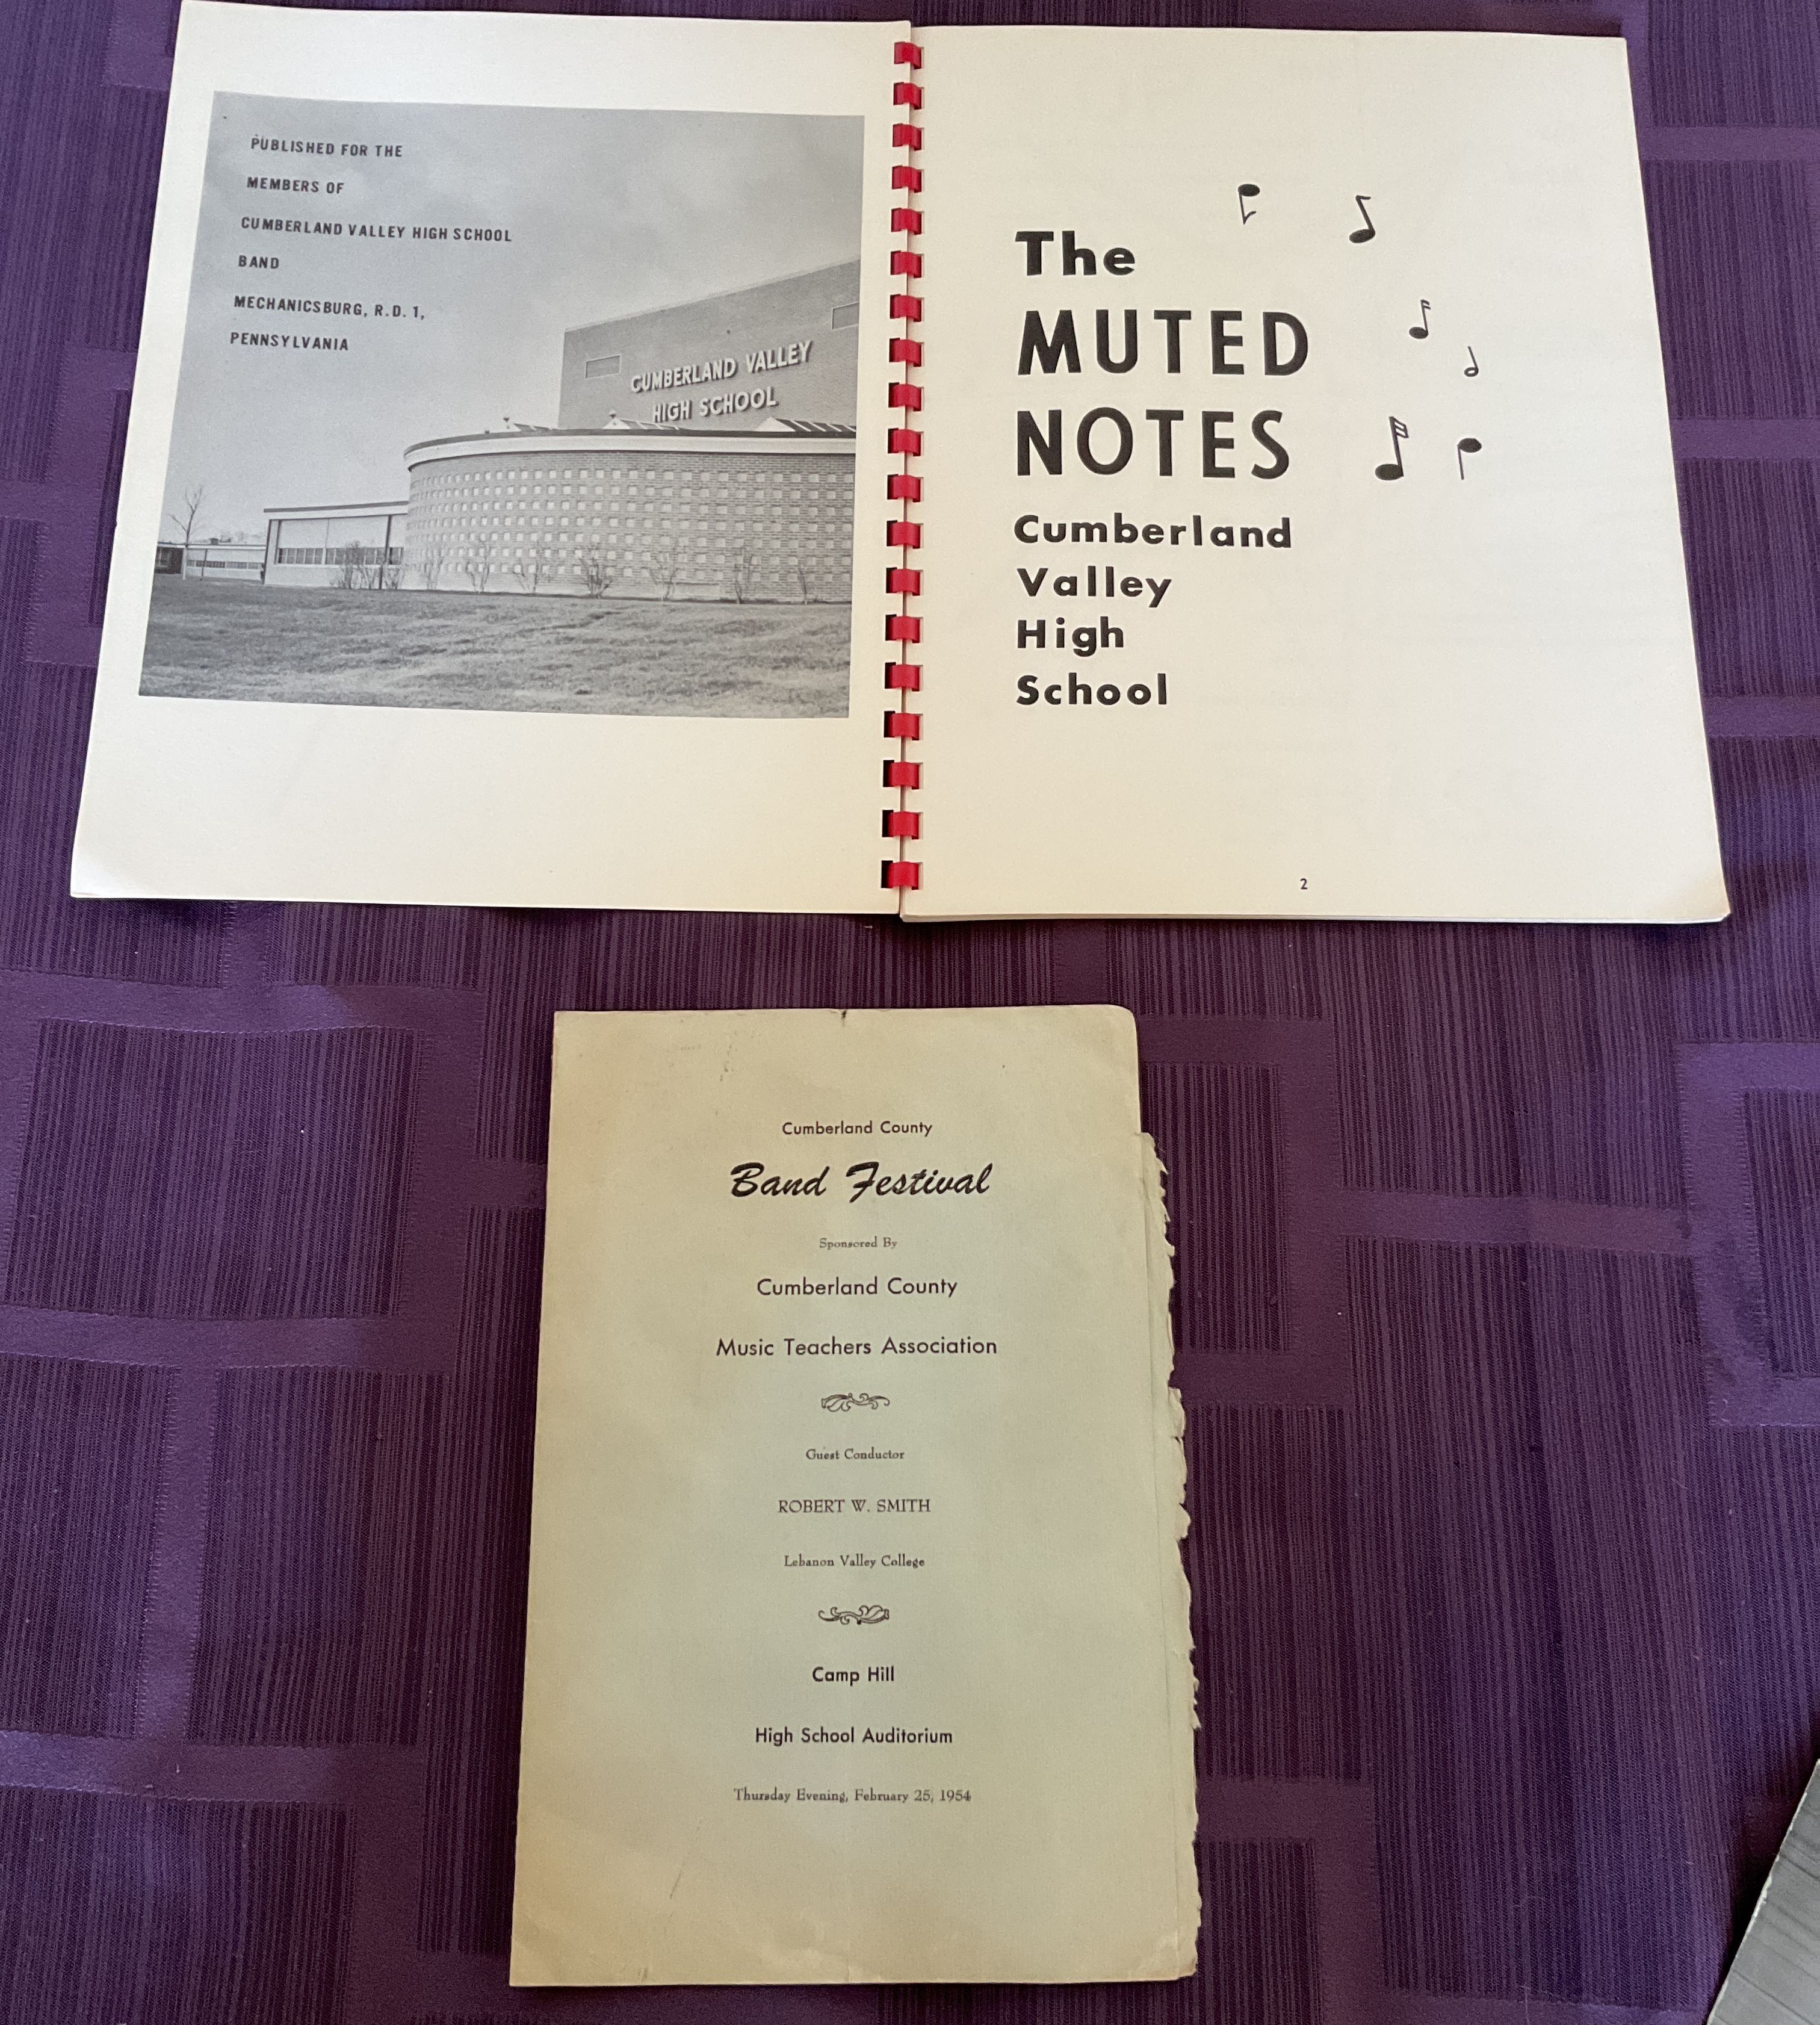 PUBLISHED FOR THE
MEMBERS OF
CUMBERLAND VALLEY HIGH SCHOOL
BAND
MECHANICSBURG, R.D. 1,
PENNSYLVANIA
CUMBERLAND VALLEY
HIGH SCHOOL
The
MUTED
NOTES
Cumberland
Valley
High
School
2
Cumberland County
Band Festival
Sponsored By
Cumberland County
Music Teachers Association
Guest Conductor
ROBERT W. SMITH
Lebanon Valley College
Camp Hill
High School Auditorium
Thursday Evening, February 25, 1954